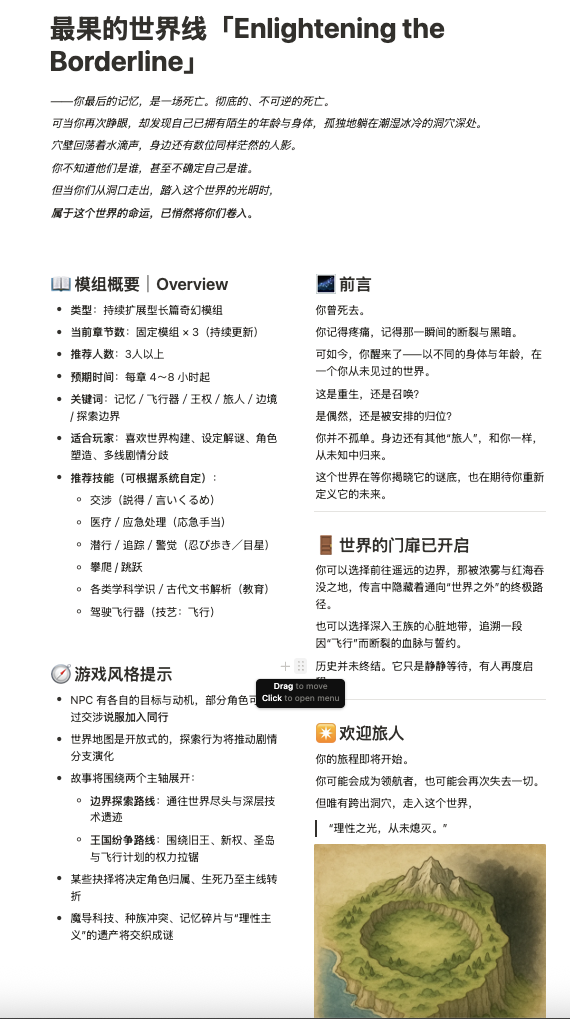 最果的世界线「Enlightening the
Borderline」
——你最后的记忆，是一场死亡。彻底的、不可逆的死亡。
可当你再次睁眼，却发现自己已拥有陌生的年龄与身体，孤独地躺在潮湿冰冷的洞穴深处。
穴壁回荡着水滴声，身边还有数位同样茫然的人影。
你不知道他们是谁，甚至不确定自己是谁。
但当你们从洞口走出，踏入这个世界的光明时，
属于这个世界的命运，已悄然将你们卷入。
📖 模组概要｜Overview
• 类型：持续扩展型长篇奇幻模组
• 当前章节数：固定模组 × 3（持续更新）
• 推荐人数：3人以上
• 预期时间：每章 4～8 小时起
• 关键词：记忆 / 飞行器 / 王权 / 旅人 / 边境
/ 探索边界
• 适合玩家：喜欢世界构建、设定解谜、角色
塑造、多线剧情分歧
• 推荐技能（可根据系统自定）：
◦ 交涉（説得 / 言いくるめ）
◦ 医疗 / 应急处理（応急手当）
◦ 潜行 / 追踪 / 警觉（忍び歩き／目星）
◦ 攀爬 / 跳跃
◦ 各类学科学识 / 古代文书解析（教育）
◦ 驾驶飞行器（技艺：飞行）
🧭 游戏风格提示
• NPC 有各自的目标与动机，部分角色可
过交涉说服加入同行
• 世界地图是开放式的，探索行为将推动剧情
分支演化
• 故事将围绕两个主轴展开：
◦ 边界探索路线：通往世界尽头与深层技
术遗迹
◦ 王国纷争路线：围绕旧王、新权、圣岛
与飞行计划的权力拉锯
• 某些抉择将决定角色归属、生死乃至主线转
折
• 魔导科技、种族冲突、记忆碎片与“理性主
义”的遗产将交织成谜
🌌 前言
你曾死去。
你记得疼痛，记得那一瞬间的断裂与黑暗。
可如今，你醒来了——以不同的身体与年龄，在
一个你从未见过的世界。
这是重生，还是召唤？
是偶然，还是被安排的归位？
你并不孤单。身边还有其他“旅人”，和你一样，
从未知中归来。
这个世界在等你揭晓它的谜底，也在期待你重新
定义它的未来。
🚪 世界的门扉已开启
你可以选择前往遥远的边界，那被浓雾与红海吞
没之地，传言中隐藏着通向“世界之外”的终极路
径。
也可以选择深入王族的心脏地带，追溯一段
因“飞行”而断裂的血脉与誓约。
历史并未终结。它只是静静等待，有人再度启
Drag to move
Click to open menu
✴️ 欢迎旅人
你的旅程即将开始。
你可能会成为领航者，也可能会再次失去一切。
但唯有跨出洞穴，走入这个世界，
“理性之光，从未熄灭。”